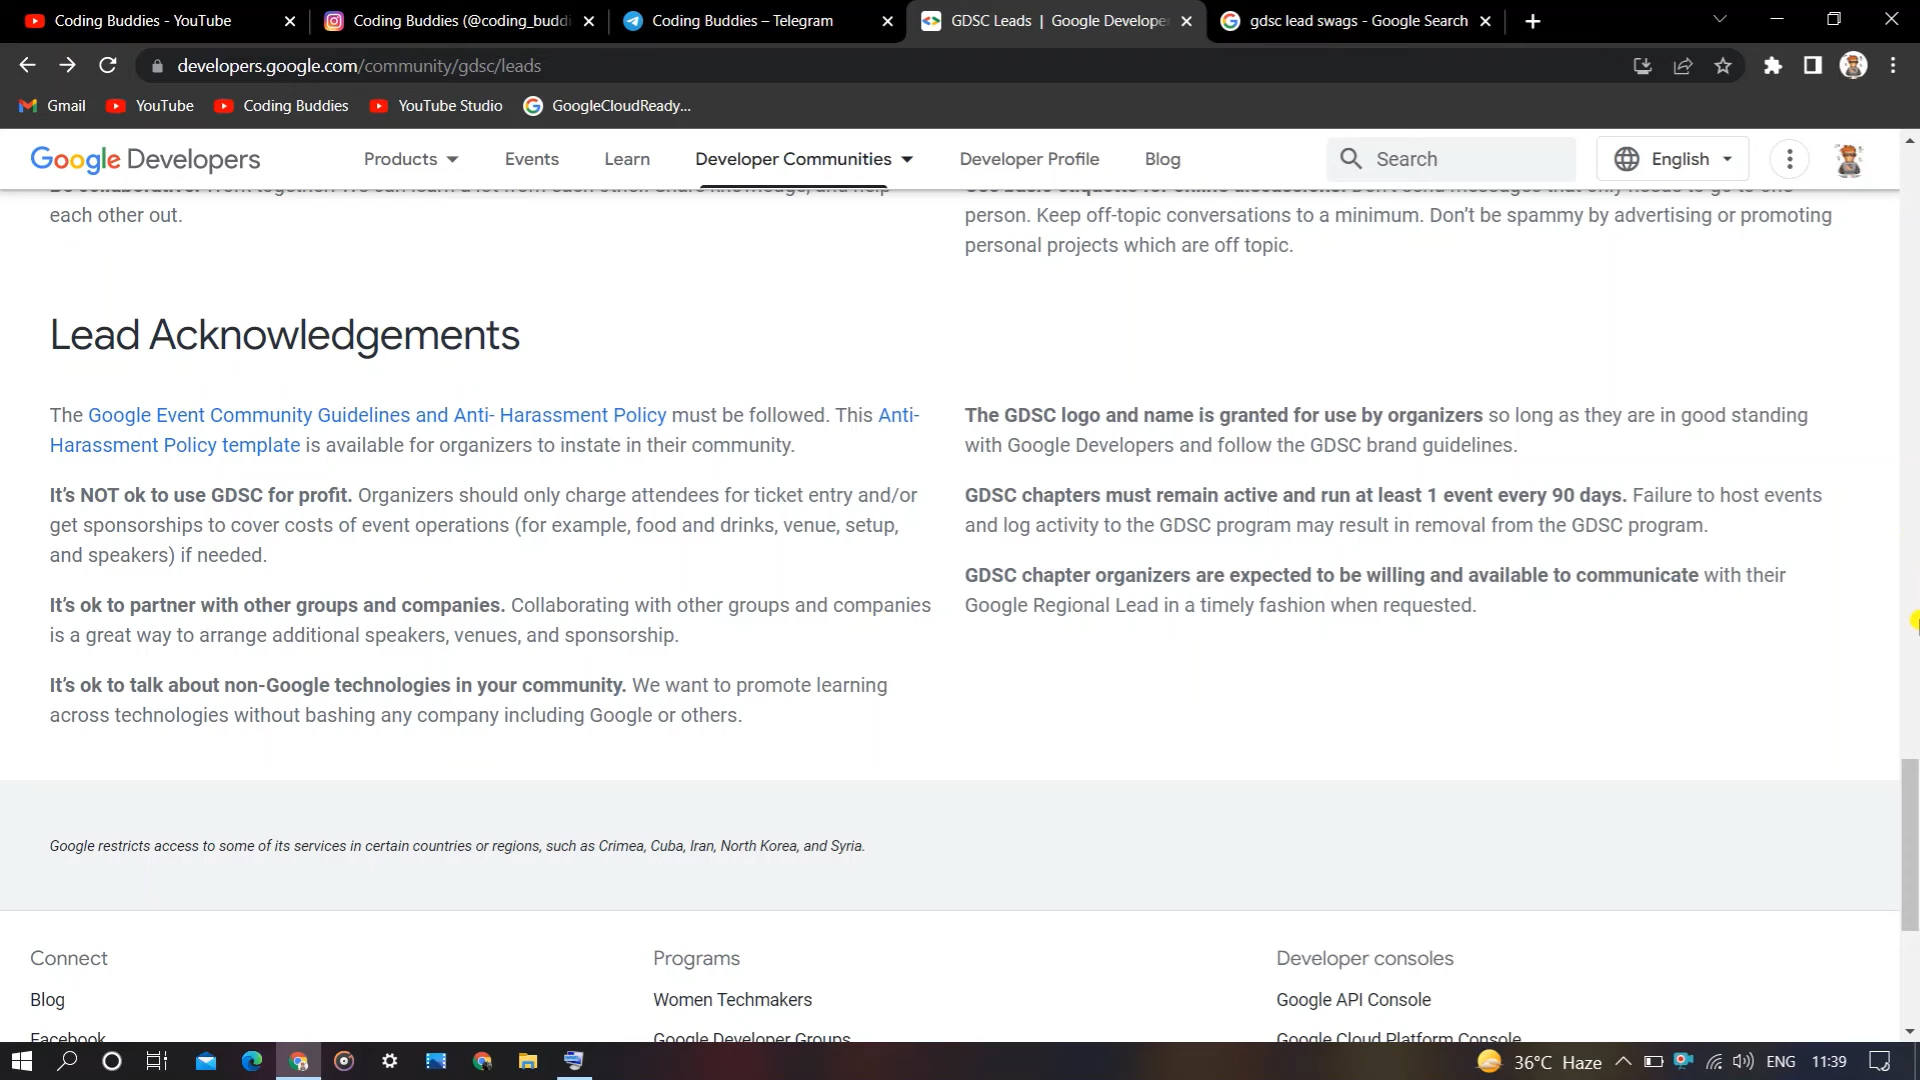 Coding Buddies - YouTube
Coding Buddies (@coding_buddi
Coding Buddies – Telegram
GDSC Leads | Google Develope
gdsc lead swags - Google Search
developers.google.com/community/gdsc/leads
Gmail
YouTube
Coding Buddies
YouTube Studio
GoogleCloudReady...
Google Developers
Products
Events
Learn
Developer Communities
Developer Profile
Blog
Search
English
each other out.
person. Keep off-topic conversations to a minimum. Don’t be spammy by advertising or promoting
personal projects which are off topic.
Lead Acknowledgements
The Google Event Community Guidelines and Anti- Harassment Policy must be followed. This Anti-
Harassment Policy template is available for organizers to instate in their community.
It’s NOT ok to use GDSC for profit. Organizers should only charge attendees for ticket entry and/or
get sponsorships to cover costs of event operations (for example, food and drinks, venue, setup,
and speakers) if needed.
It’s ok to partner with other groups and companies. Collaborating with other groups and companies
is a great way to arrange additional speakers, venues, and sponsorship.
It’s ok to talk about non-Google technologies in your community. We want to promote learning
across technologies without bashing any company including Google or others.
The GDSC logo and name is granted for use by organizers so long as they are in good standing
with Google Developers and follow the GDSC brand guidelines.
GDSC chapters must remain active and run at least 1 event every 90 days. Failure to host events
and log activity to the GDSC program may result in removal from the GDSC program.
GDSC chapter organizers are expected to be willing and available to communicate with their
Google Regional Lead in a timely fashion when requested.
Google restricts access to some of its services in certain countries or regions, such as Crimea, Cuba, Iran, North Korea, and Syria.
Connect
Blog
Facebook
Programs
Women Techmakers
Google Developer Groups
Developer consoles
Google API Console
Google Cloud Platform Console
36°C Haze
ENG
11:39